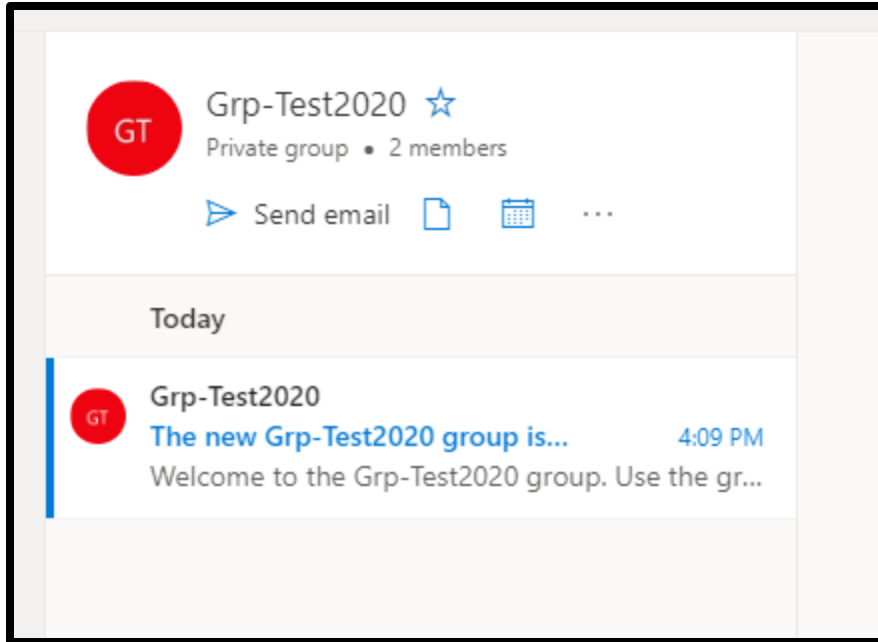 GT
Grp-Test2020
Private group • 2 members
Send email
...
Today
GT
Grp-Test2020
The new Grp-Test2020 group is...
4:09 PM
Welcome to the Grp-Test2020 group. Use the gr...